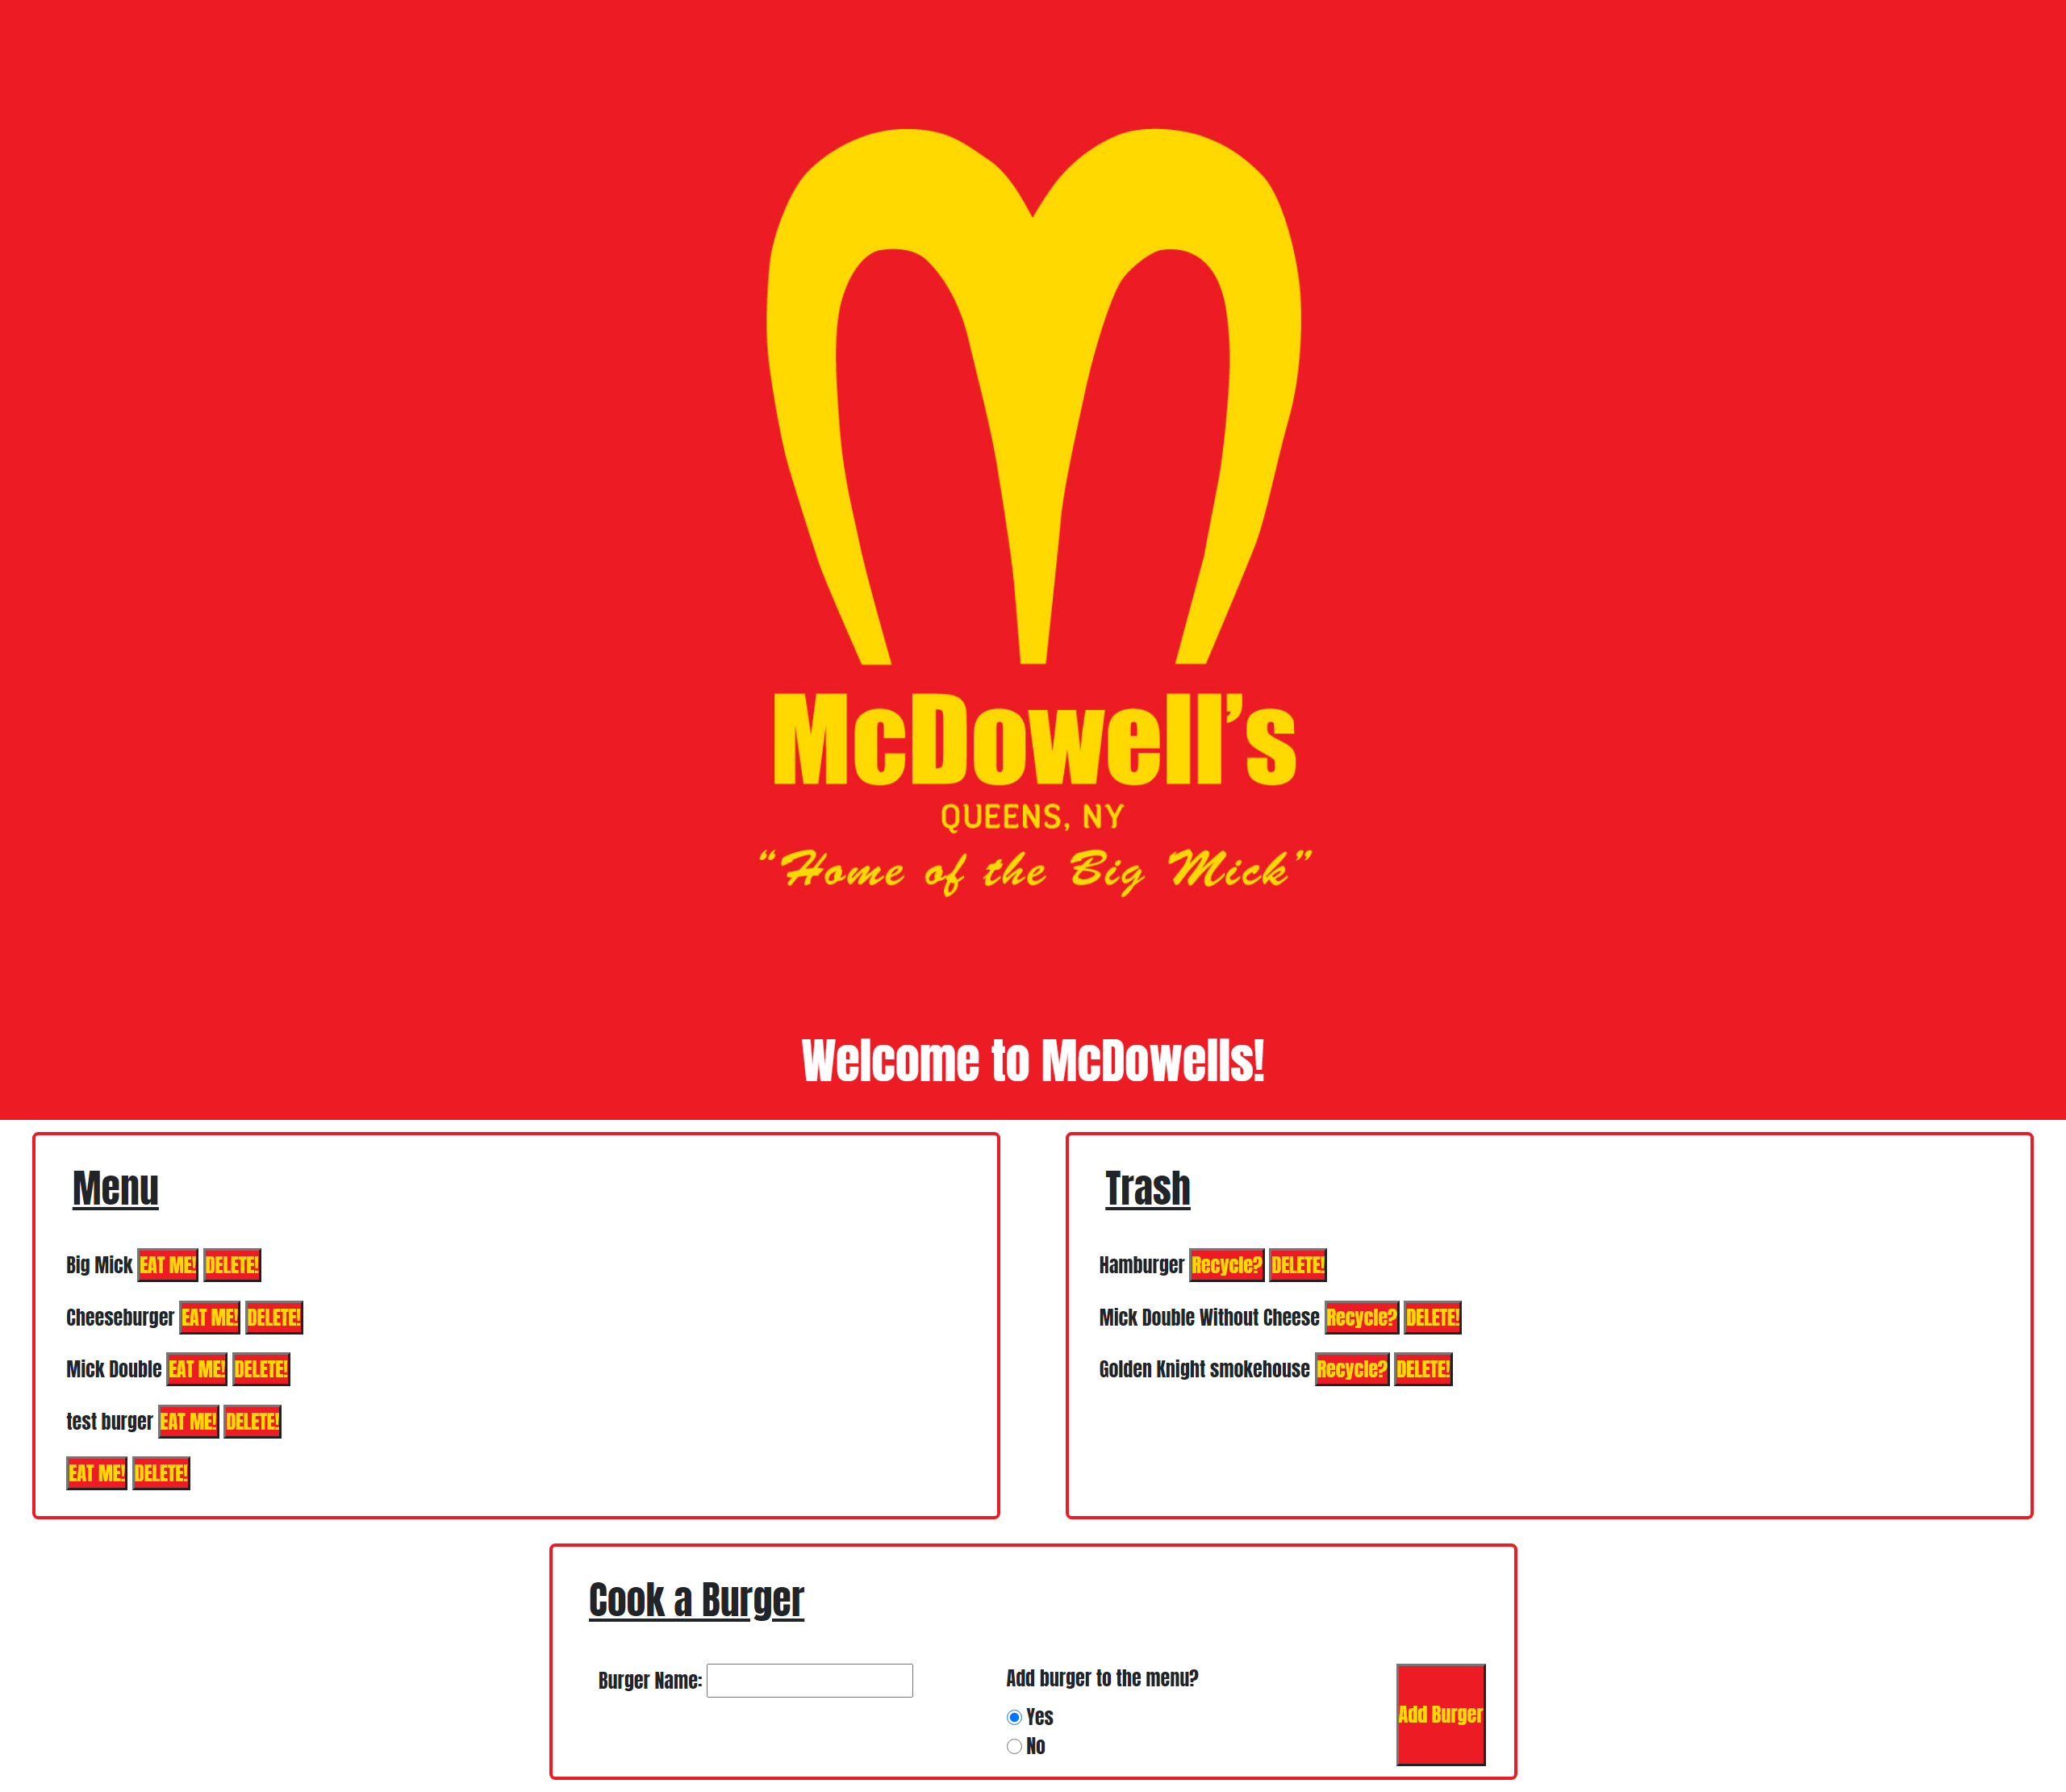 McDowell's
QUEENS, NY
“Home of the Big Mick”
Welcome to McDowells!
Menu
Big Mick EAT ME! DELETE!
Cheeseburger EAT ME! DELETE!
Mick Double EAT ME! DELETE!
test burger EAT ME! DELETE!
EAT ME! DELETE!
Trash
Hamburger Recycle? DELETE!
Mick Double Without Cheese Recycle? DELETE!
Golden Knight smokehouse Recycle? DELETE!
Cook a Burger
Burger Name:
Add burger to the menu?
Yes
No
Add Burger